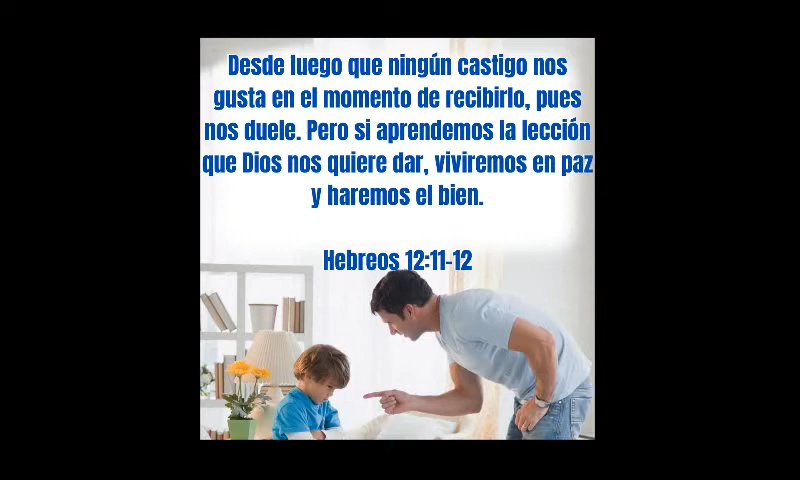 Desde luego que ningún castigo nos
gusta en el momento de recibirlo, pues
nos duele. Pero si aprendemos la lección
que Dios nos quiere dar, viviremos en paz
y haremos el bien.
Hebreos 12:11-12